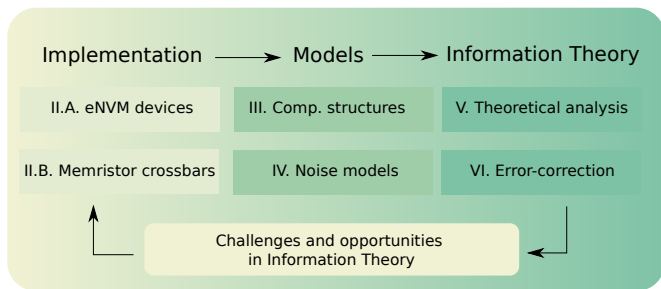 Implementation
Models
Information Theory
II.A. eNVM devices
III. Comp. structures
V. Theoretical analysis
II.B. Memristor crossbars
IV. Noise models
VI. Error-correction
Challenges and opportunities
in Information Theory